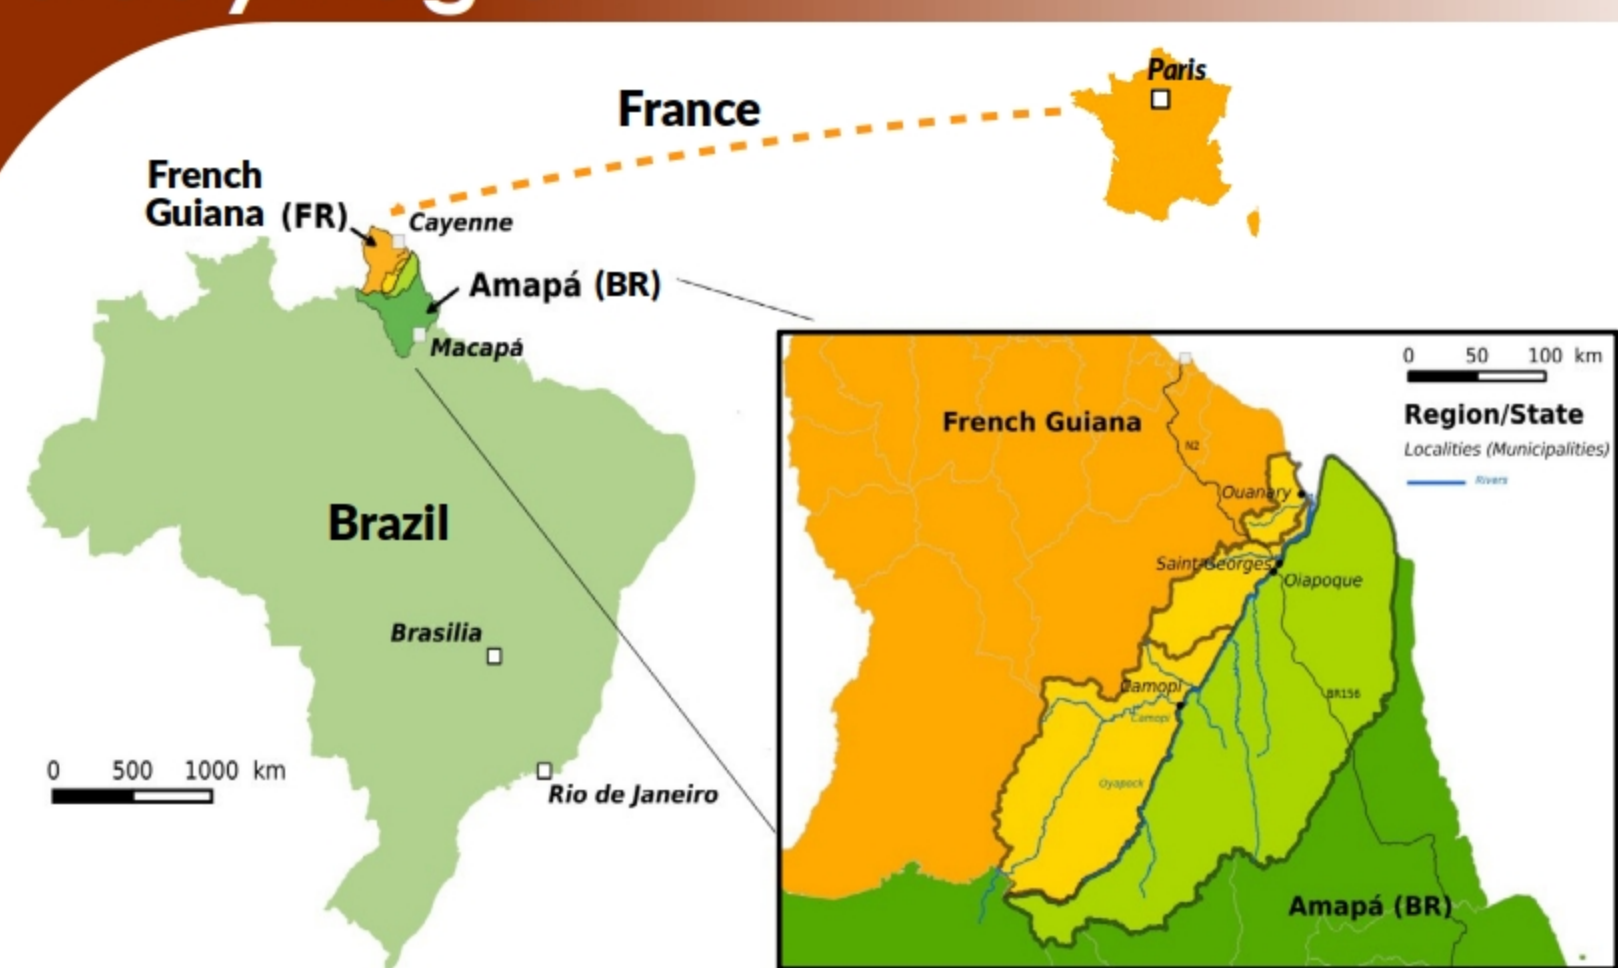 France
Paris
French
Guiana (FR)
Cayenne
Amapá (BR)
Macapá
Brazil
Brasilia
0 500 1000 km
Rio de Janeiro
0 50 100 km
Region/State
Localities (Municipalities)
Rivers
French Guiana
N2
Ouanary
Saint-Georges
Oiapoque
Camopi
Camopi
BR156
Oyapock
Amapá (BR)